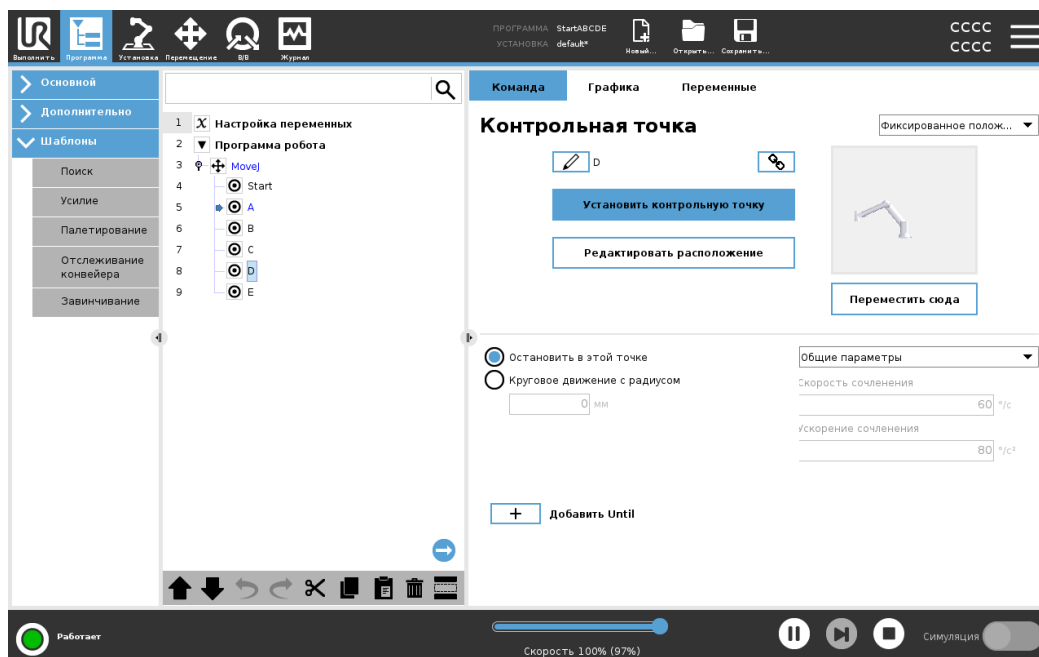 ПРОГРАММА StartABCDE
УСТАНОВКА default*
CCCC
CCCC
Выполнить Программа Установка Перемещение В/В Журнал Новый... Открыть... Сохранить...
Основной
Дополнительно
Шаблоны
Поиск
Усилие
Палетирование
Отслеживание
конвейера
Завинчивание
1 X Настройка переменных
2 Программа робота
3 MoveJ
4 Start
5 A
6 B
7 C
8 D
9 E
Команда Графика Переменные
Контрольная точка
Фиксированное полож...
D
Установить контрольную точку
Редактировать расположение
Переместить сюда
Остановить в этой точке
Круговое движение с радиусом
0 мм
Общие параметры
Скорость сочленения
60 °/с
Ускорение сочленения
80 °/с²
+ Добавить Until
Работает
Скорость 100% (97%)
Симуляция